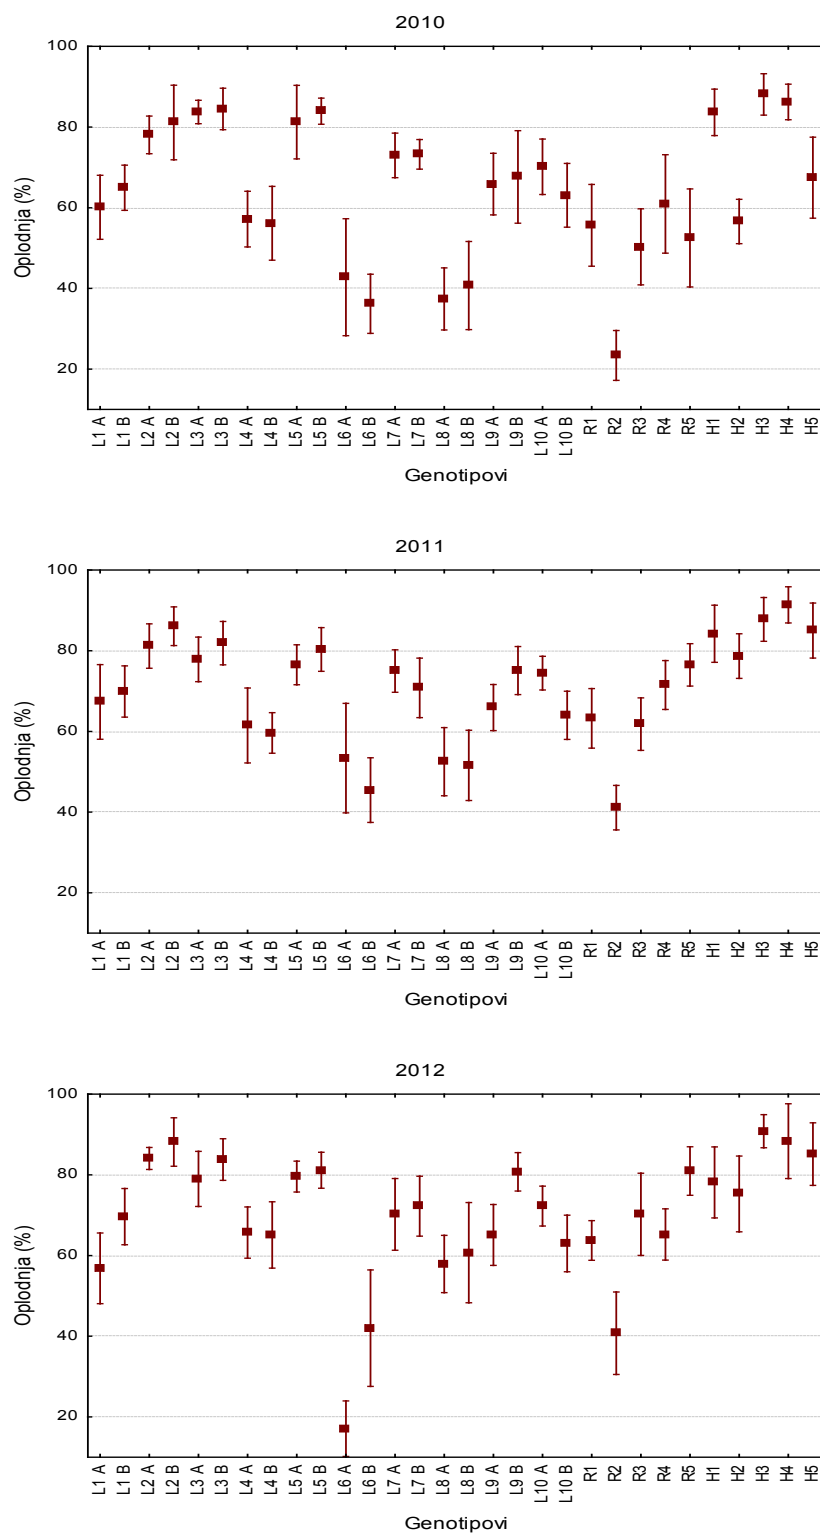 2010
100
80
60
40
20
Oplodnja (%)
L1 A L1 B L2 A L2 B L3 A L3 B L4 A L4 B L5 A L5 B L6 A L6 B L7 A L7 B L8 A L8 B L9 A L9 B L10 A L10 B R1 R2 R3 R4 R5 H1 H2 H3 H4 H5
Genotipovi
2011
100
80
60
40
20
Oplodnja (%)
L1 A L1 B L2 A L2 B L3 A L3 B L4 A L4 B L5 A L5 B L6 A L6 B L7 A L7 B L8 A L8 B L9 A L9 B L10 A L10 B R1 R2 R3 R4 R5 H1 H2 H3 H4 H5
Genotipovi
2012
100
80
60
40
20
Oplodnja (%)
L1 A L1 B L2 A L2 B L3 A L3 B L4 A L4 B L5 A L5 B L6 A L6 B L7 A L7 B L8 A L8 B L9 A L9 B L10 A L10 B R1 R2 R3 R4 R5 H1 H2 H3 H4 H5
Genotipovi